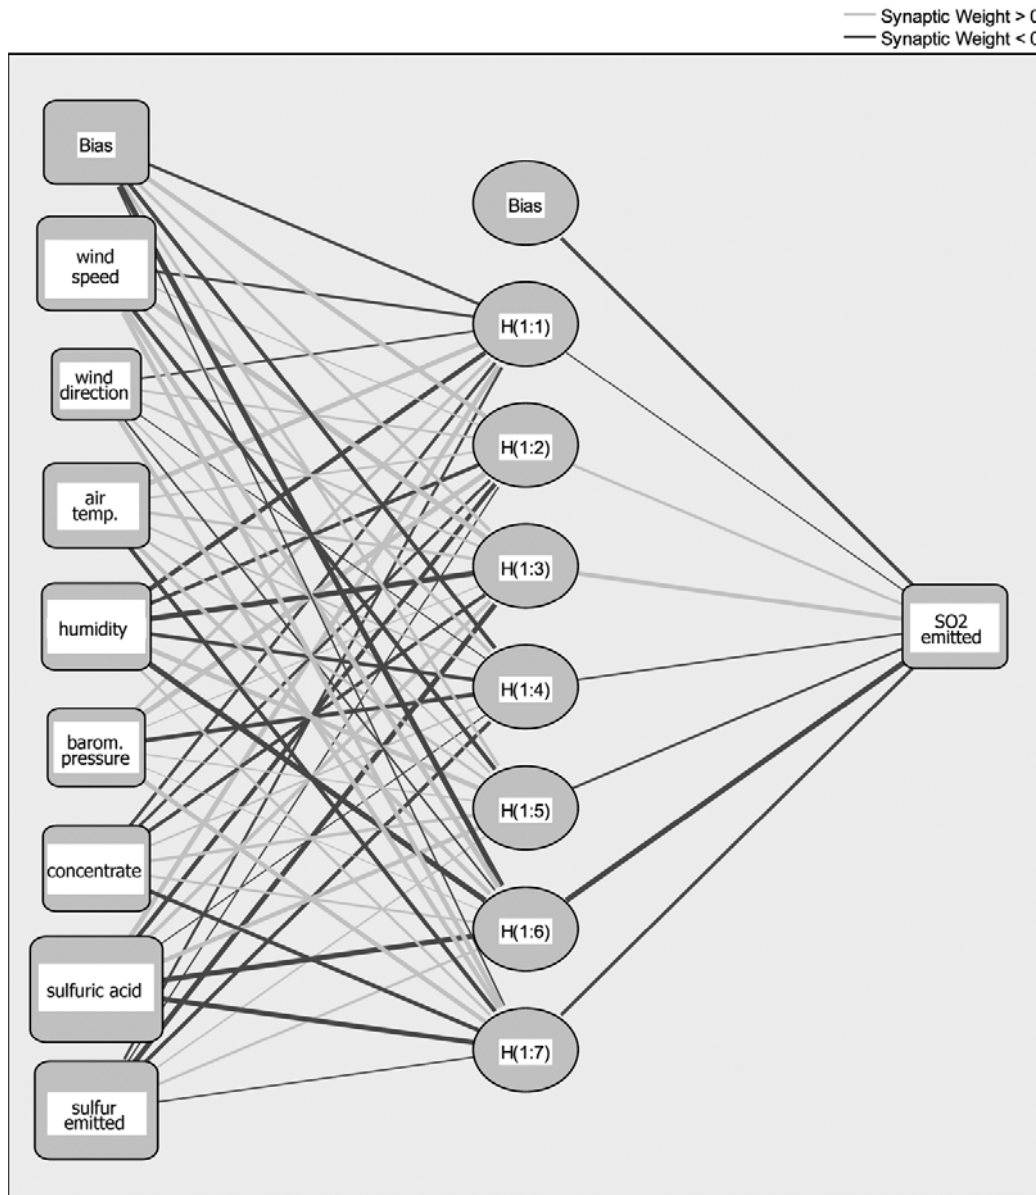 Synaptic Weight > 0
Synaptic Weight < 0
Bias
wind
speed
wind
direction
air
temp.
humidity
barom.
pressure
concentrate
sulfuric acid
sulfur
emitted
Bias
H(1:1)
H(1:2)
H(1:3)
H(1:4)
H(1:5)
H(1:6)
H(1:7)
SO2
emitted